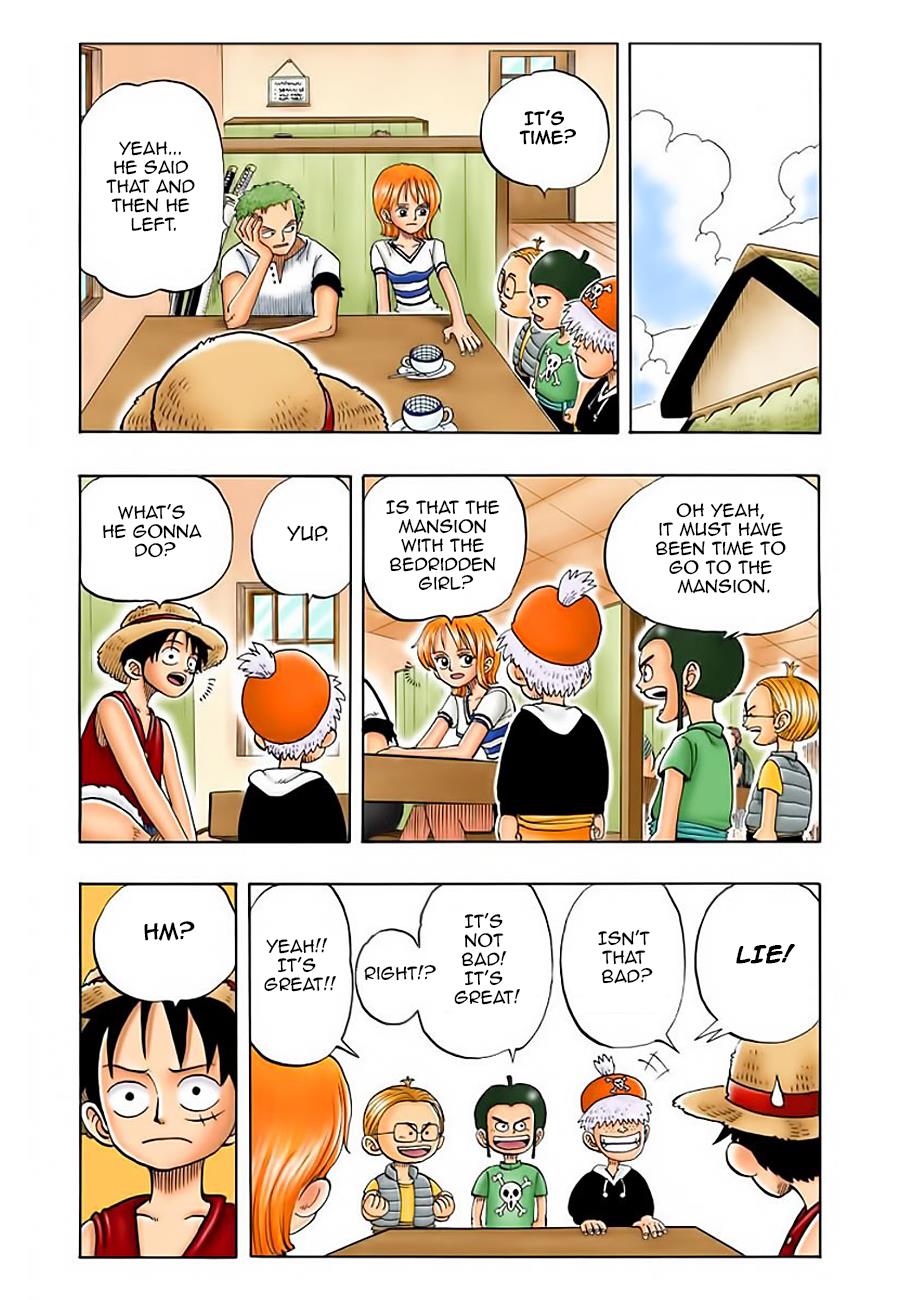 IT'S
TIME?
YEAH...
HE SAID
THAT AND
THEN HE
LEFT.
OH YEAH,
IT MUST HAVE
BEEN TIME TO
GO TO THE
MANSION.
IS THAT THE
MANSION
WITH THE
BEDRIDDEN
GIRL?
YUP.
WHAT'S
HE GONNA
DO?
LIE!
ISN'T
THAT
BAD?
IT'S
NOT
BAD!
IT'S
GREAT!
RIGHT!?
YEAH!!
IT'S
GREAT!!
HM?